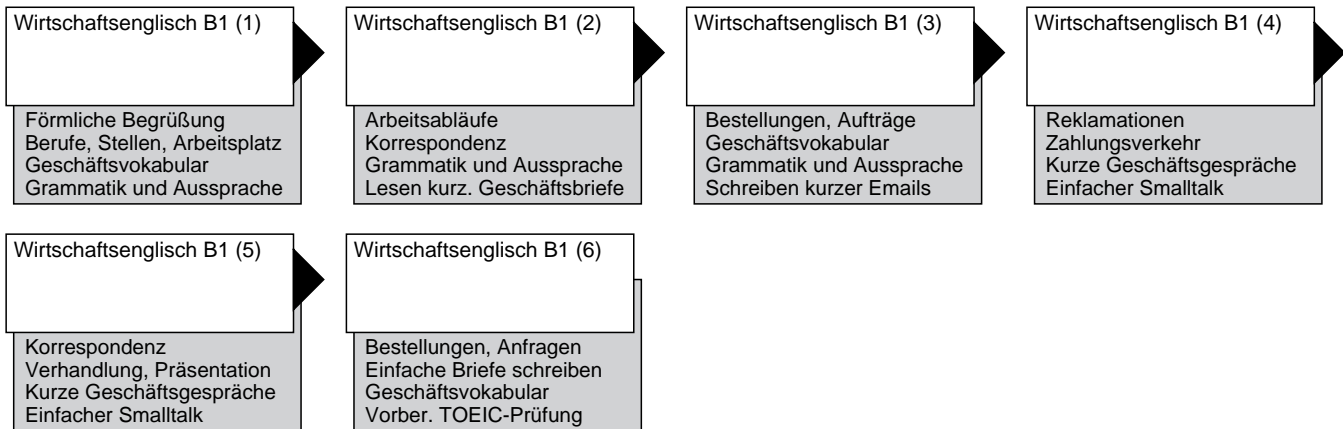 Wirtschaftsenglisch B1 (1)
Förmliche Begrüßung
Berufe, Stellen, Arbeitsplatz
Geschäftsvokabular
Grammatik und Aussprache
Wirtschaftsenglisch B1 (2)
Arbeitsabläufe
Korrespondenz
Grammatik und Aussprache
Lesen kurz. Geschäftsbriefe
Wirtschaftsenglisch B1 (3)
Bestellungen, Aufträge
Geschäftsvokabular
Grammatik und Aussprache
Schreiben kurzer Emails
Wirtschaftsenglisch B1 (4)
Reklamationen
Zahlungsverkehr
Kurze Geschäftsgespräche
Einfacher Smalltalk
Wirtschaftsenglisch B1 (5)
Korrespondenz
Verhandlung, Präsentation
Kurze Geschäftsgespräche
Einfacher Smalltalk
Wirtschaftsenglisch B1 (6)
Bestellungen, Anfragen
Einfache Briefe schreiben
Geschäftsvokabular
Vorber. TOEIC-Prüfung